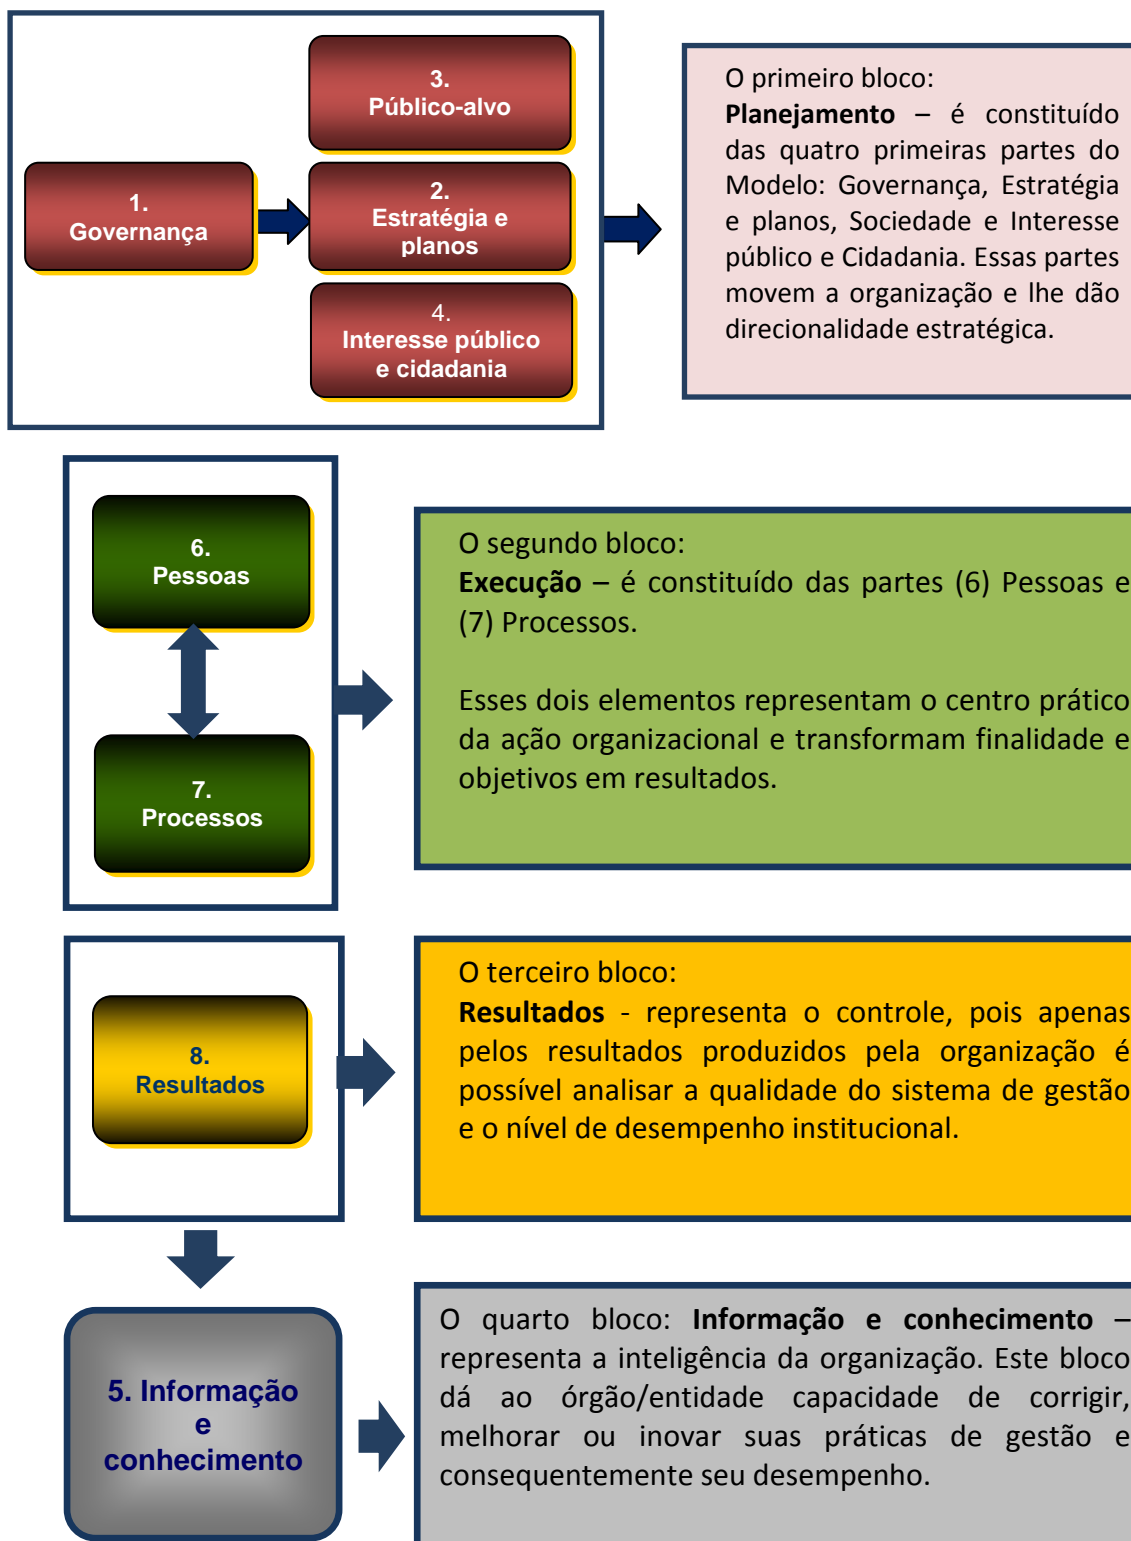 3.
Público-alvo
1.
Governança
2.
Estratégia e
planos
4.
Interesse público
e cidadania
O primeiro bloco:
Planejamento – é constituído
das quatro primeiras partes do
Modelo: Governança, Estratégia
e planos, Sociedade e Interesse
público e Cidadania. Essas partes
movem a organização e lhe dão
direcionalidade estratégica.
6.
Pessoas
7.
Processos
O segundo bloco:
Execução – é constituído das partes (6) Pessoas e
(7) Processos.
Esses dois elementos representam o centro prático
da ação organizacional e transformam finalidade e
objetivos em resultados.
8.
Resultados
O terceiro bloco:
Resultados - representa o controle, pois apenas
pelos resultados produzidos pela organização é
possível analisar a qualidade do sistema de gestão
e o nível de desempenho institucional.
5. Informação
e
conhecimento
O quarto bloco: Informação e conhecimento –
representa a inteligência da organização. Este bloco
dá ao órgão/entidade capacidade de corrigir,
melhorar ou inovar suas práticas de gestão e
consequentemente seu desempenho.